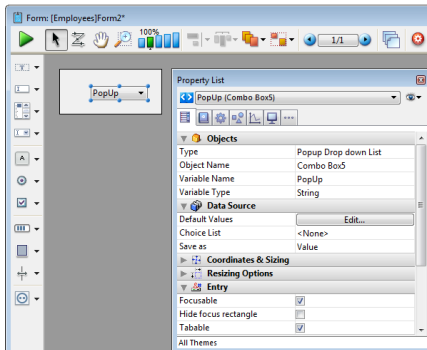 Form: [Employees]Form2*
100%
1/1
PopUp
Property List
PopUp (Combo Box5)
Objects
Type Popup Drop down List
Object Name Combo Box5
Variable Name PopUp
Variable Type String
Data Source
Default Values Edit...
Choice List <None>
Save as Value
Coordinates & Sizing
Resizing Options
Entry
Focusable
Hide focus rectangle
Tabable
All Themes